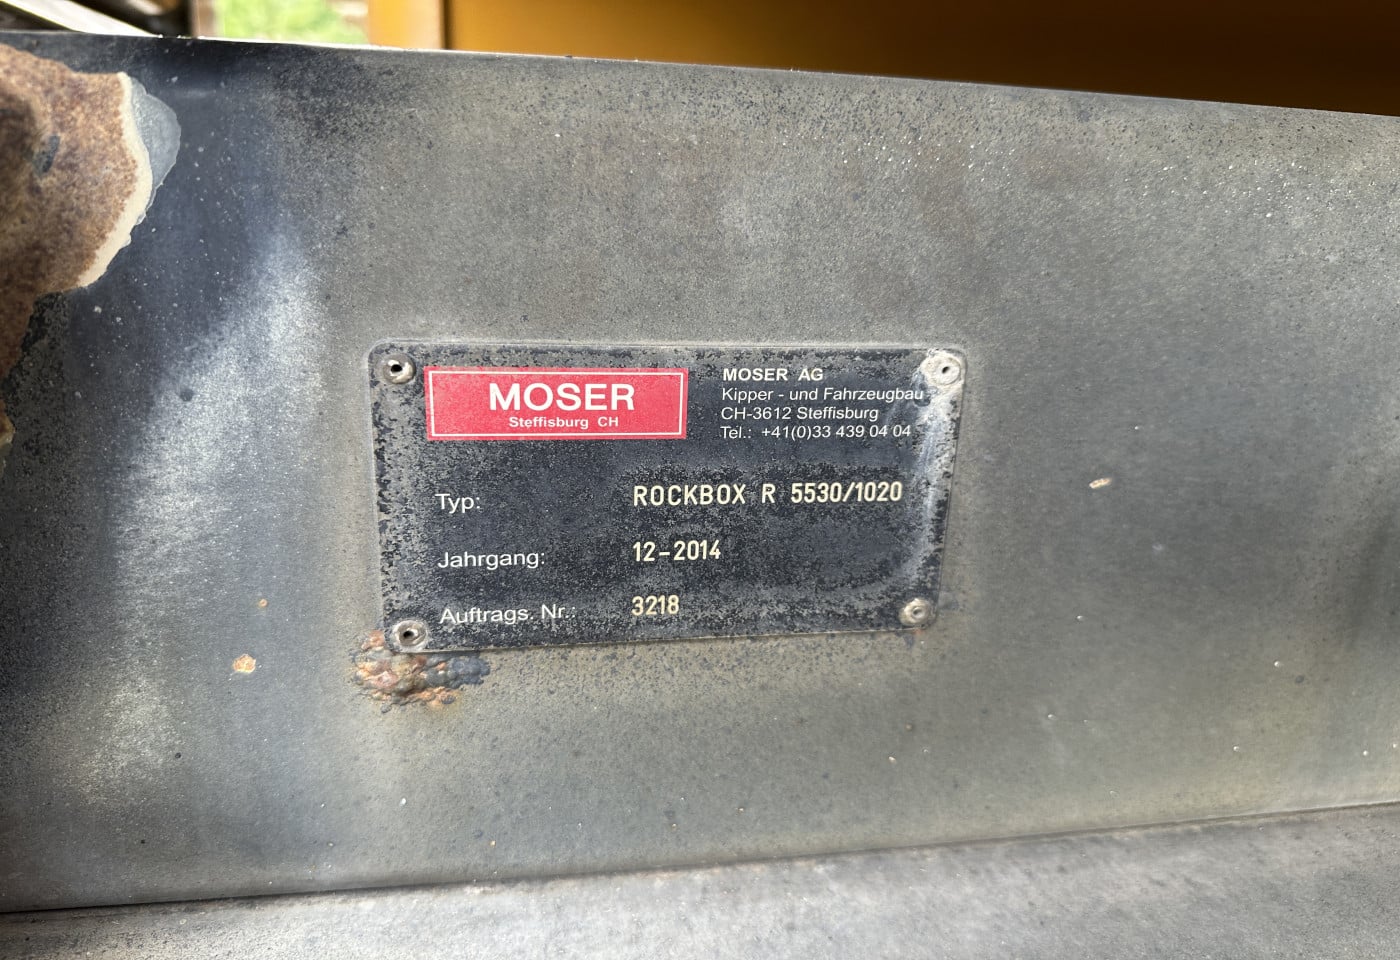 MOSER
Steffisburg CH
MOSER AG
Kipper - und Fahrzeugbau
CH-3612 Steffisburg
Tel.: +41(0)33 439 04 04
Typ: ROCKBOX R 5530/1020
Jahrgang: 12-2014
Auftrags. Nr.: 3218